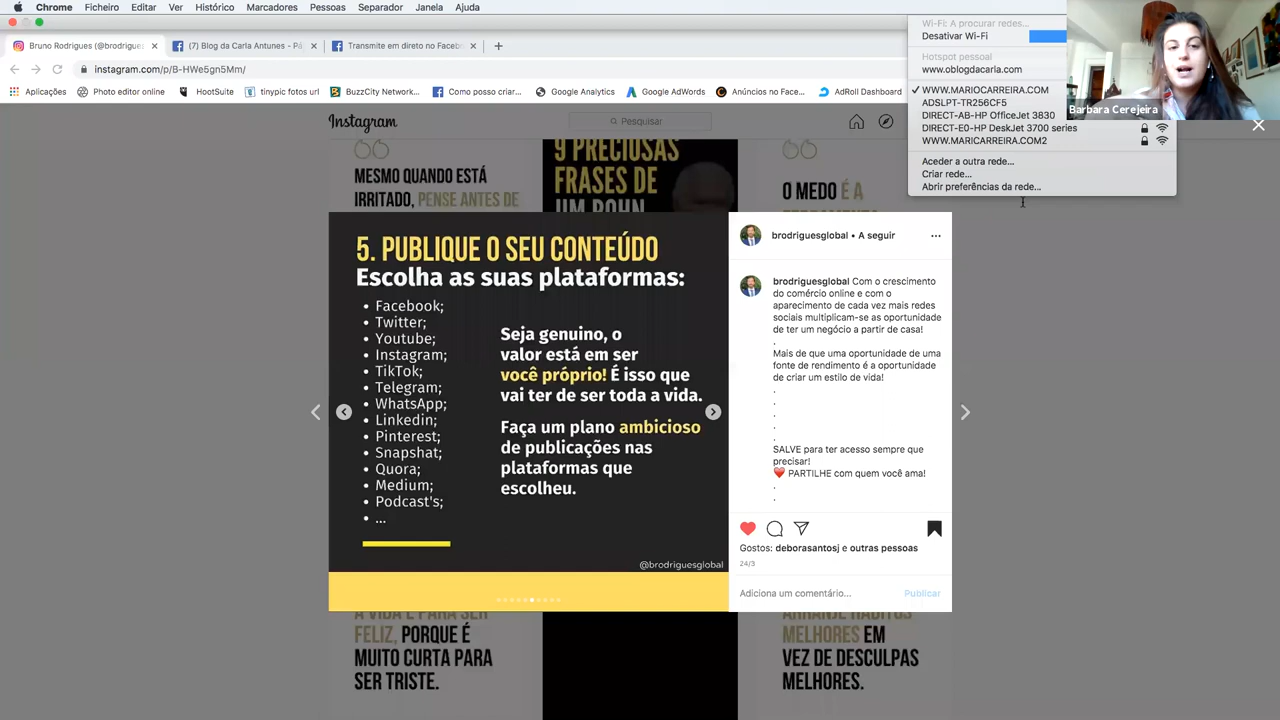 Chrome Ficheiro Editar Ver Histórico Marcadores Pessoas Separador Janela Ajuda
Bruno Rodrigues (@brodrigue:
(7) Blog da Carla Antunes - Pá
Transmite em direto no Facebo
instagram.com/p/B-HWe5gn5Mm/
Aplicações
Photo editor online
HootSuite
tinypic fotos url
BuzzCity Network...
Como posso criar...
Google Analytics
Google AdWords
Anúncios no Face...
AdRoll Dashboard
Wi-Fi: A procurar redes...
Desativar Wi-Fi
Hotspot pessoal
www.oblogdacarla.com
WWW.MARIOCARREIRA.COM
ADSLPT-TR256CF5
DIRECT-AB-HP OfficeJet 3830
DIRECT-E0-HP DeskJet 3700 series
WWW.MARICARREIRA.COM2
Aceder a outra rede...
Criar rede...
Abrir preferências da rede...
Barbara Cerejeira
Instagram
Pesquisar
MESMO QUANDO ESTÁ
IRRITADO, PENSE ANTES DE
9 PRECIOSAS
FRASES DE
JIM ROHN
O MEDO É A
5. PUBLIQUE O SEU CONTEÚDO
Escolha as suas plataformas:
• Facebook;
• Twitter;
• Youtube;
• Instagram;
• TikTok;
• Telegram;
• WhatsApp;
• Linkedin;
• Pinterest;
• Snapshat;
• Quora;
• Medium;
• Podcast's;
• ...
Seja genuino, o
valor está em ser
você próprio! É isso que
vai ter de ser toda a vida.
Faça um plano ambicioso
de publicações nas
plataformas que
escolheu.
@brodriguesglobal
brodriguesglobal • A seguir
brodriguesglobal Com o crescimento
do comércio online e com o
aparecimento de cada vez mais redes
sociais multiplicam-se as oportunidade
de ter um negócio a partir de casa!
.
Mais de que uma oportunidade de uma
fonte de rendimento é a oportunidade
de criar um estilo de vida!
.
.
.
.
.
SALVE para ter acesso sempre que
precisar!
❤️ PARTILHE com quem você ama!
.
.
Gostos: deborasantosj e outras pessoas
24/3
Adiciona um comentário...
Publicar
A VIDA É PARA SER
FELIZ, PORQUE É
MUITO CURTA PARA
SER TRISTE.
ARRANJE HÁBITOS
MELHORES EM
VEZ DE DESCULPAS
MELHORES.